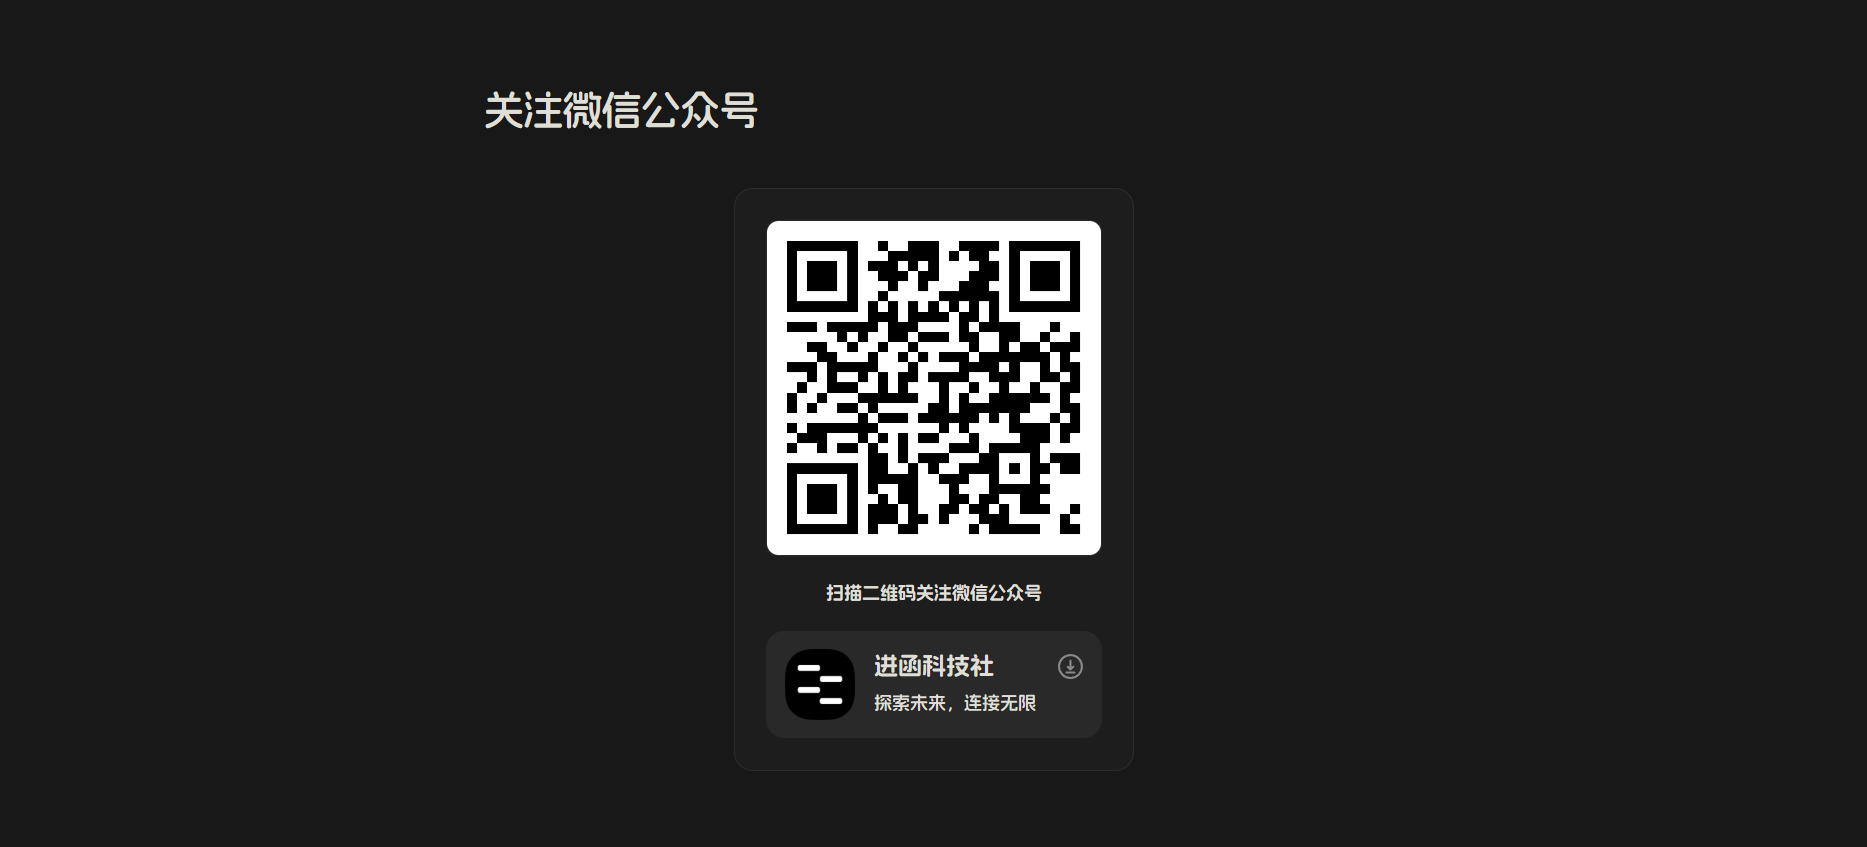 关注微信公众号
扫描二维码关注微信公众号
进函科技社
探索未来，连接无限